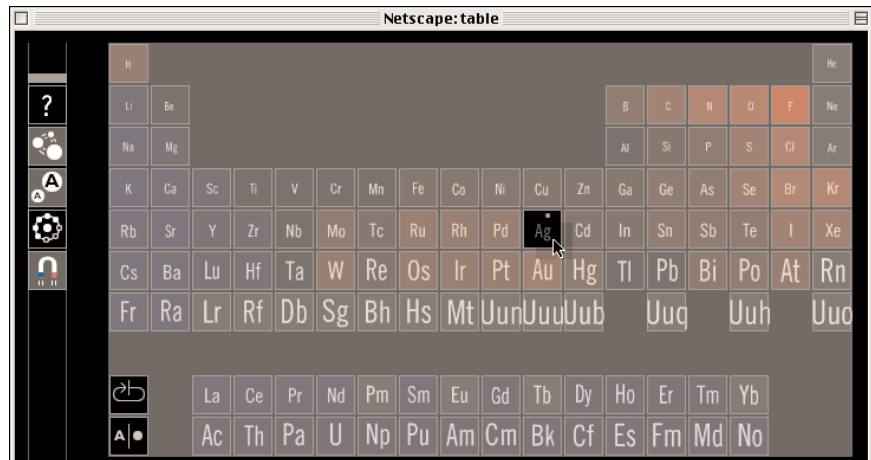 Netscape: table
H He
? Li Be B C N O F Ne
Na Mg Al Si P S Cl Ar
A A K Ca Sc Ti V Cr Mn Fe Co Ni Cu Zn Ga Ge As Se Br Kr
Rb Sr Y Zr Nb Mo Tc Ru Rh Pd Ag Cd In Sn Sb Te I Xe
Cs Ba Lu Hf Ta W Re Os Ir Pt Au Hg Tl Pb Bi Po At Rn
Fr Ra Lr Rf Db Sg Bh Hs Mt Uun Uuu Uub Uuq Uuh Uuo
La Ce Pr Nd Pm Sm Eu Gd Tb Dy Ho Er Tm Yb
A Ac Th Pa U Np Pu Am Cm Bk Cf Es Fm Md No